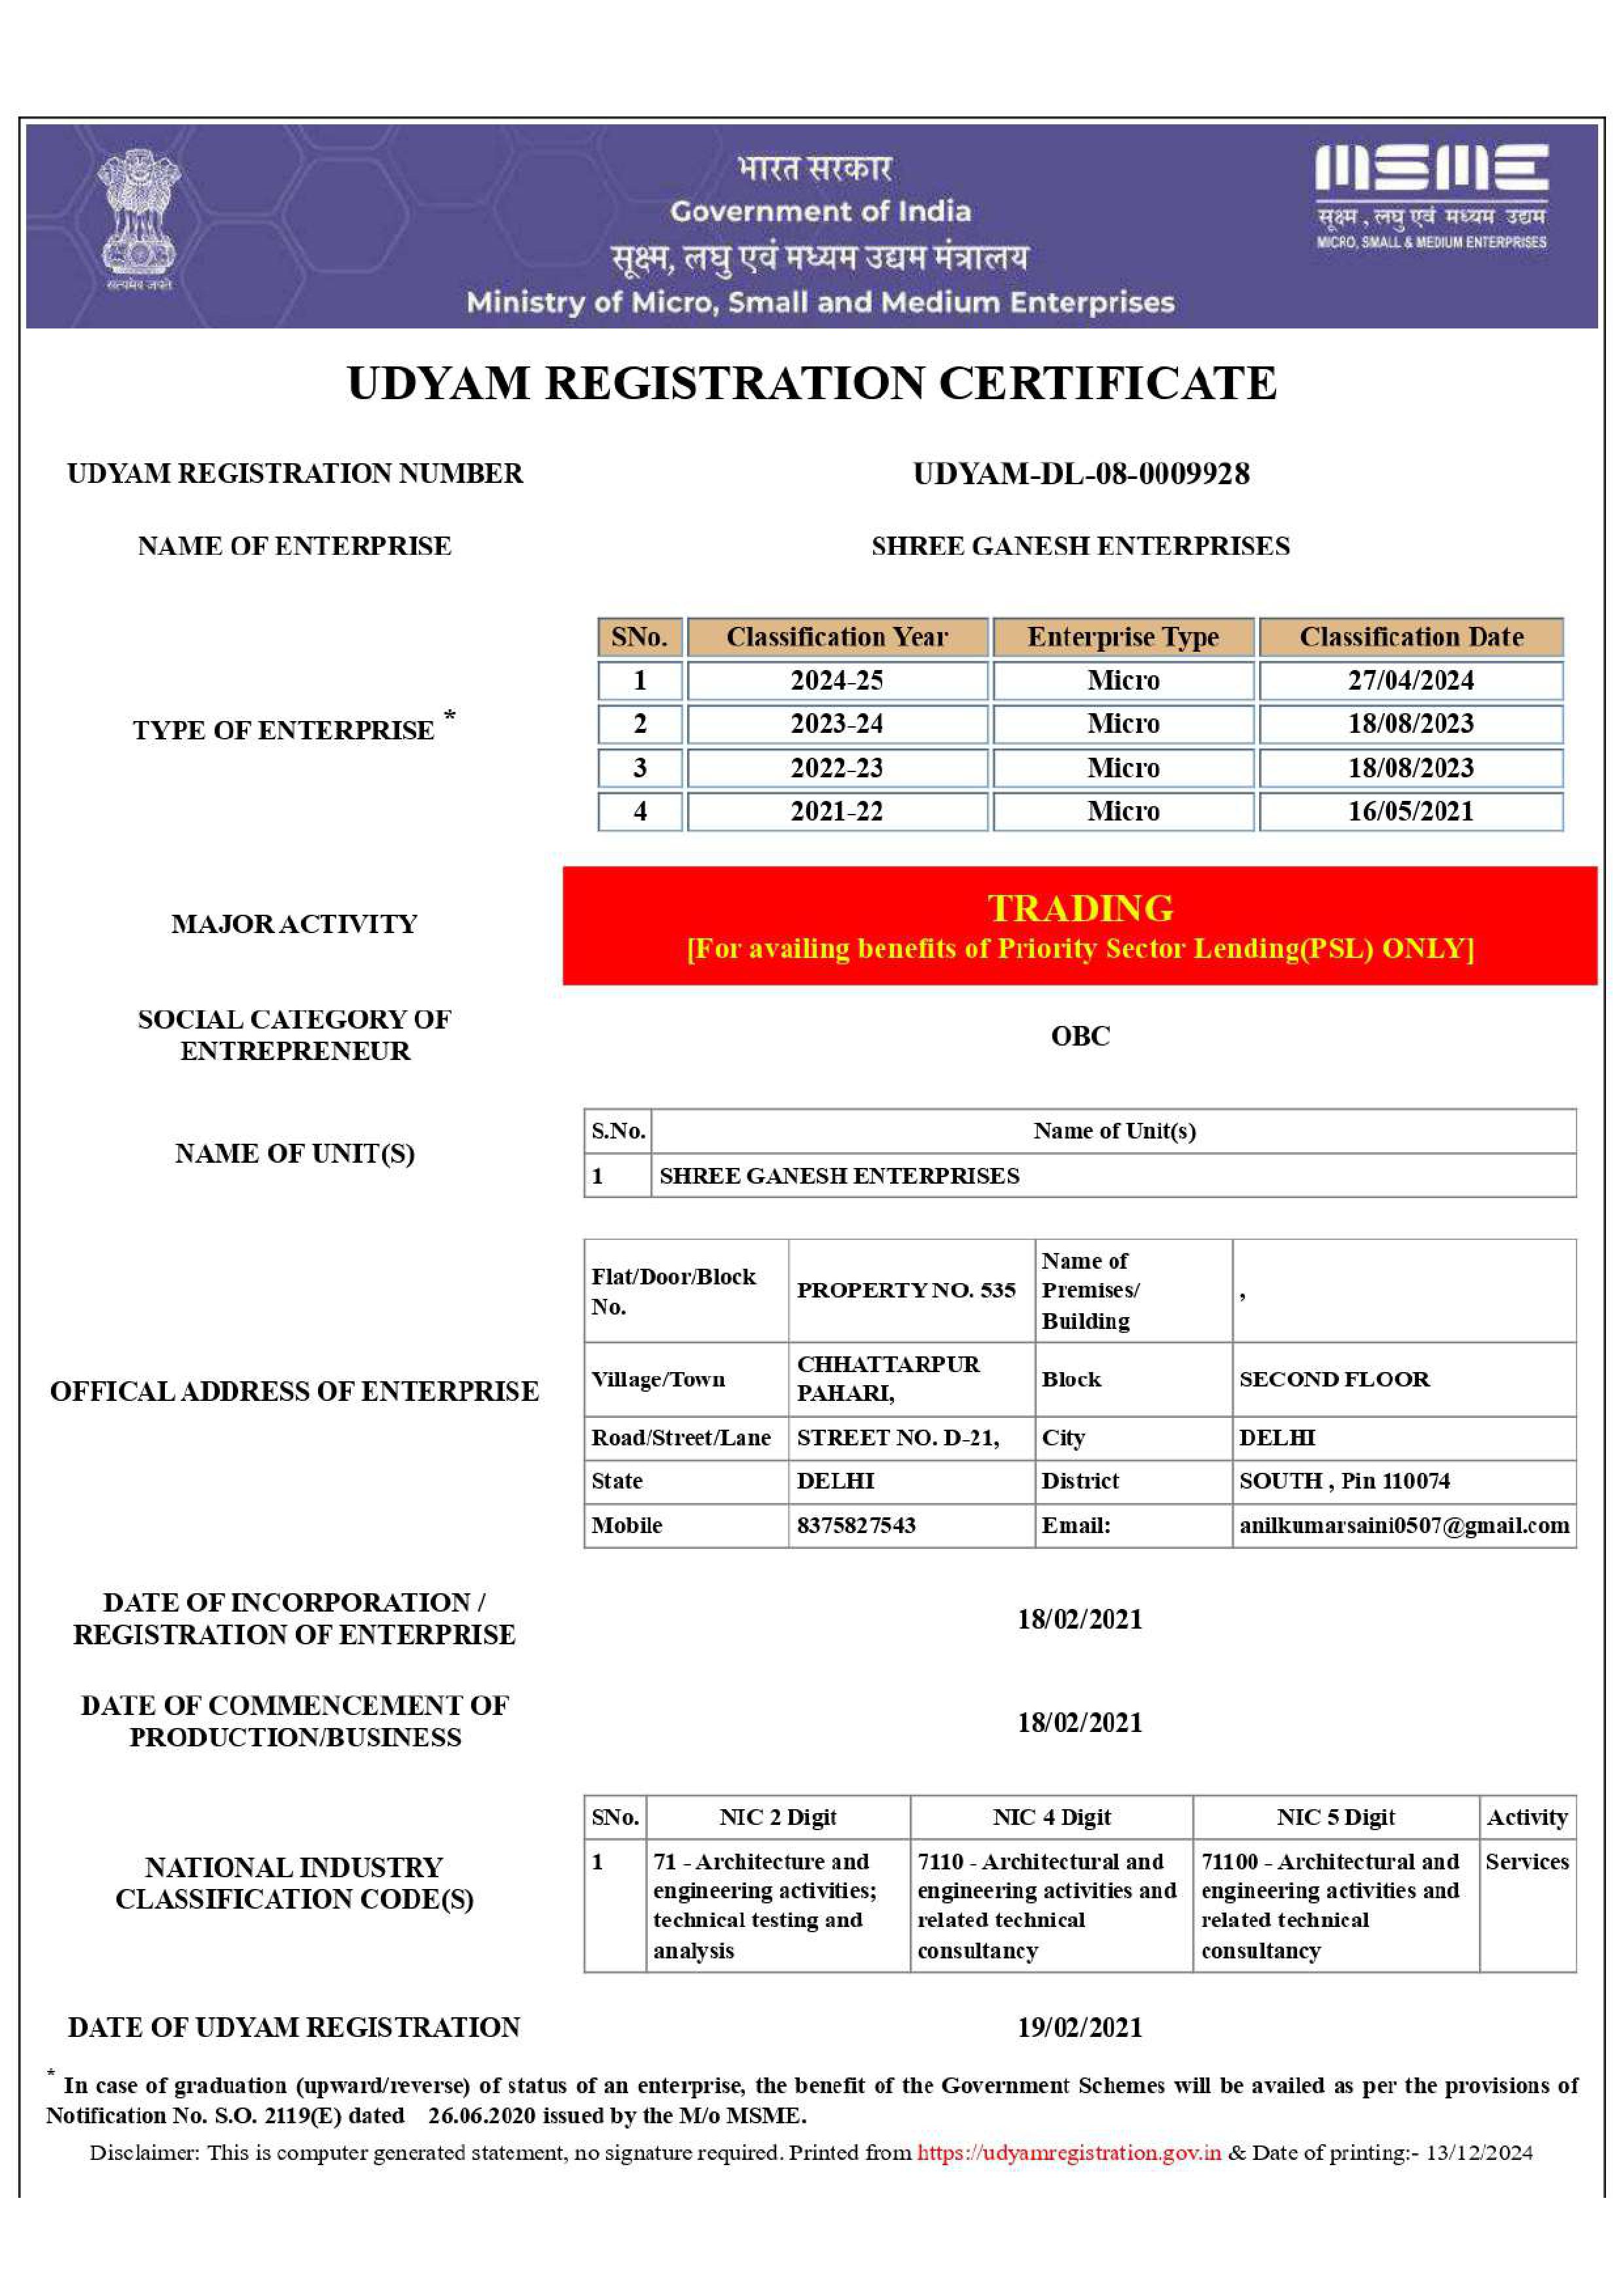 भारत सरकार
Government of India
सूक्ष्म, लघु एवं मध्यम उद्यम मंत्रालय
Ministry of Micro, Small and Medium Enterprises
सत्यमेव जयते
MSME
सूक्ष्म , लघु एवं मध्यम उद्यम
MICRO, SMALL & MEDIUM ENTERPRISES
UDYAM REGISTRATION CERTIFICATE
UDYAM REGISTRATION NUMBER UDYAM-DL-08-0009928
NAME OF ENTERPRISE SHREE GANESH ENTERPRISES
TYPE OF ENTERPRISE *
SNo. Classification Year Enterprise Type Classification Date
1 2024-25 Micro 27/04/2024
2 2023-24 Micro 18/08/2023
3 2022-23 Micro 18/08/2023
4 2021-22 Micro 16/05/2021
MAJOR ACTIVITY
TRADING
[For availing benefits of Priority Sector Lending(PSL) ONLY]
SOCIAL CATEGORY OF
ENTREPRENEUR
OBC
NAME OF UNIT(S)
S.No. Name of Unit(s)
1 SHREE GANESH ENTERPRISES
OFFICAL ADDRESS OF ENTERPRISE
Flat/Door/Block
No.
PROPERTY NO. 535
Name of
Premises/
Building
,
Village/Town
CHHATTARPUR
PAHARI,
Block SECOND FLOOR
Road/Street/Lane STREET NO. D-21, City DELHI
State DELHI District SOUTH , Pin 110074
Mobile 8375827543 Email: anilkumarsaini0507@gmail.com
DATE OF INCORPORATION /
REGISTRATION OF ENTERPRISE
18/02/2021
DATE OF COMMENCEMENT OF
PRODUCTION/BUSINESS
18/02/2021
NATIONAL INDUSTRY
CLASSIFICATION CODE(S)
SNo. NIC 2 Digit NIC 4 Digit NIC 5 Digit Activity
1 71 - Architecture and 7110 - Architectural and 71100 - Architectural and Services
engineering activities; engineering activities and engineering activities and
technical testing and related technical related technical
analysis consultancy consultancy
DATE OF UDYAM REGISTRATION 19/02/2021
* In case of graduation (upward/reverse) of status of an enterprise, the benefit of the Government Schemes will be availed as per the provisions of
Notification No. S.O. 2119(E) dated 26.06.2020 issued by the M/o MSME.
Disclaimer: This is computer generated statement, no signature required. Printed from https://udyamregistration.gov.in & Date of printing:- 13/12/2024